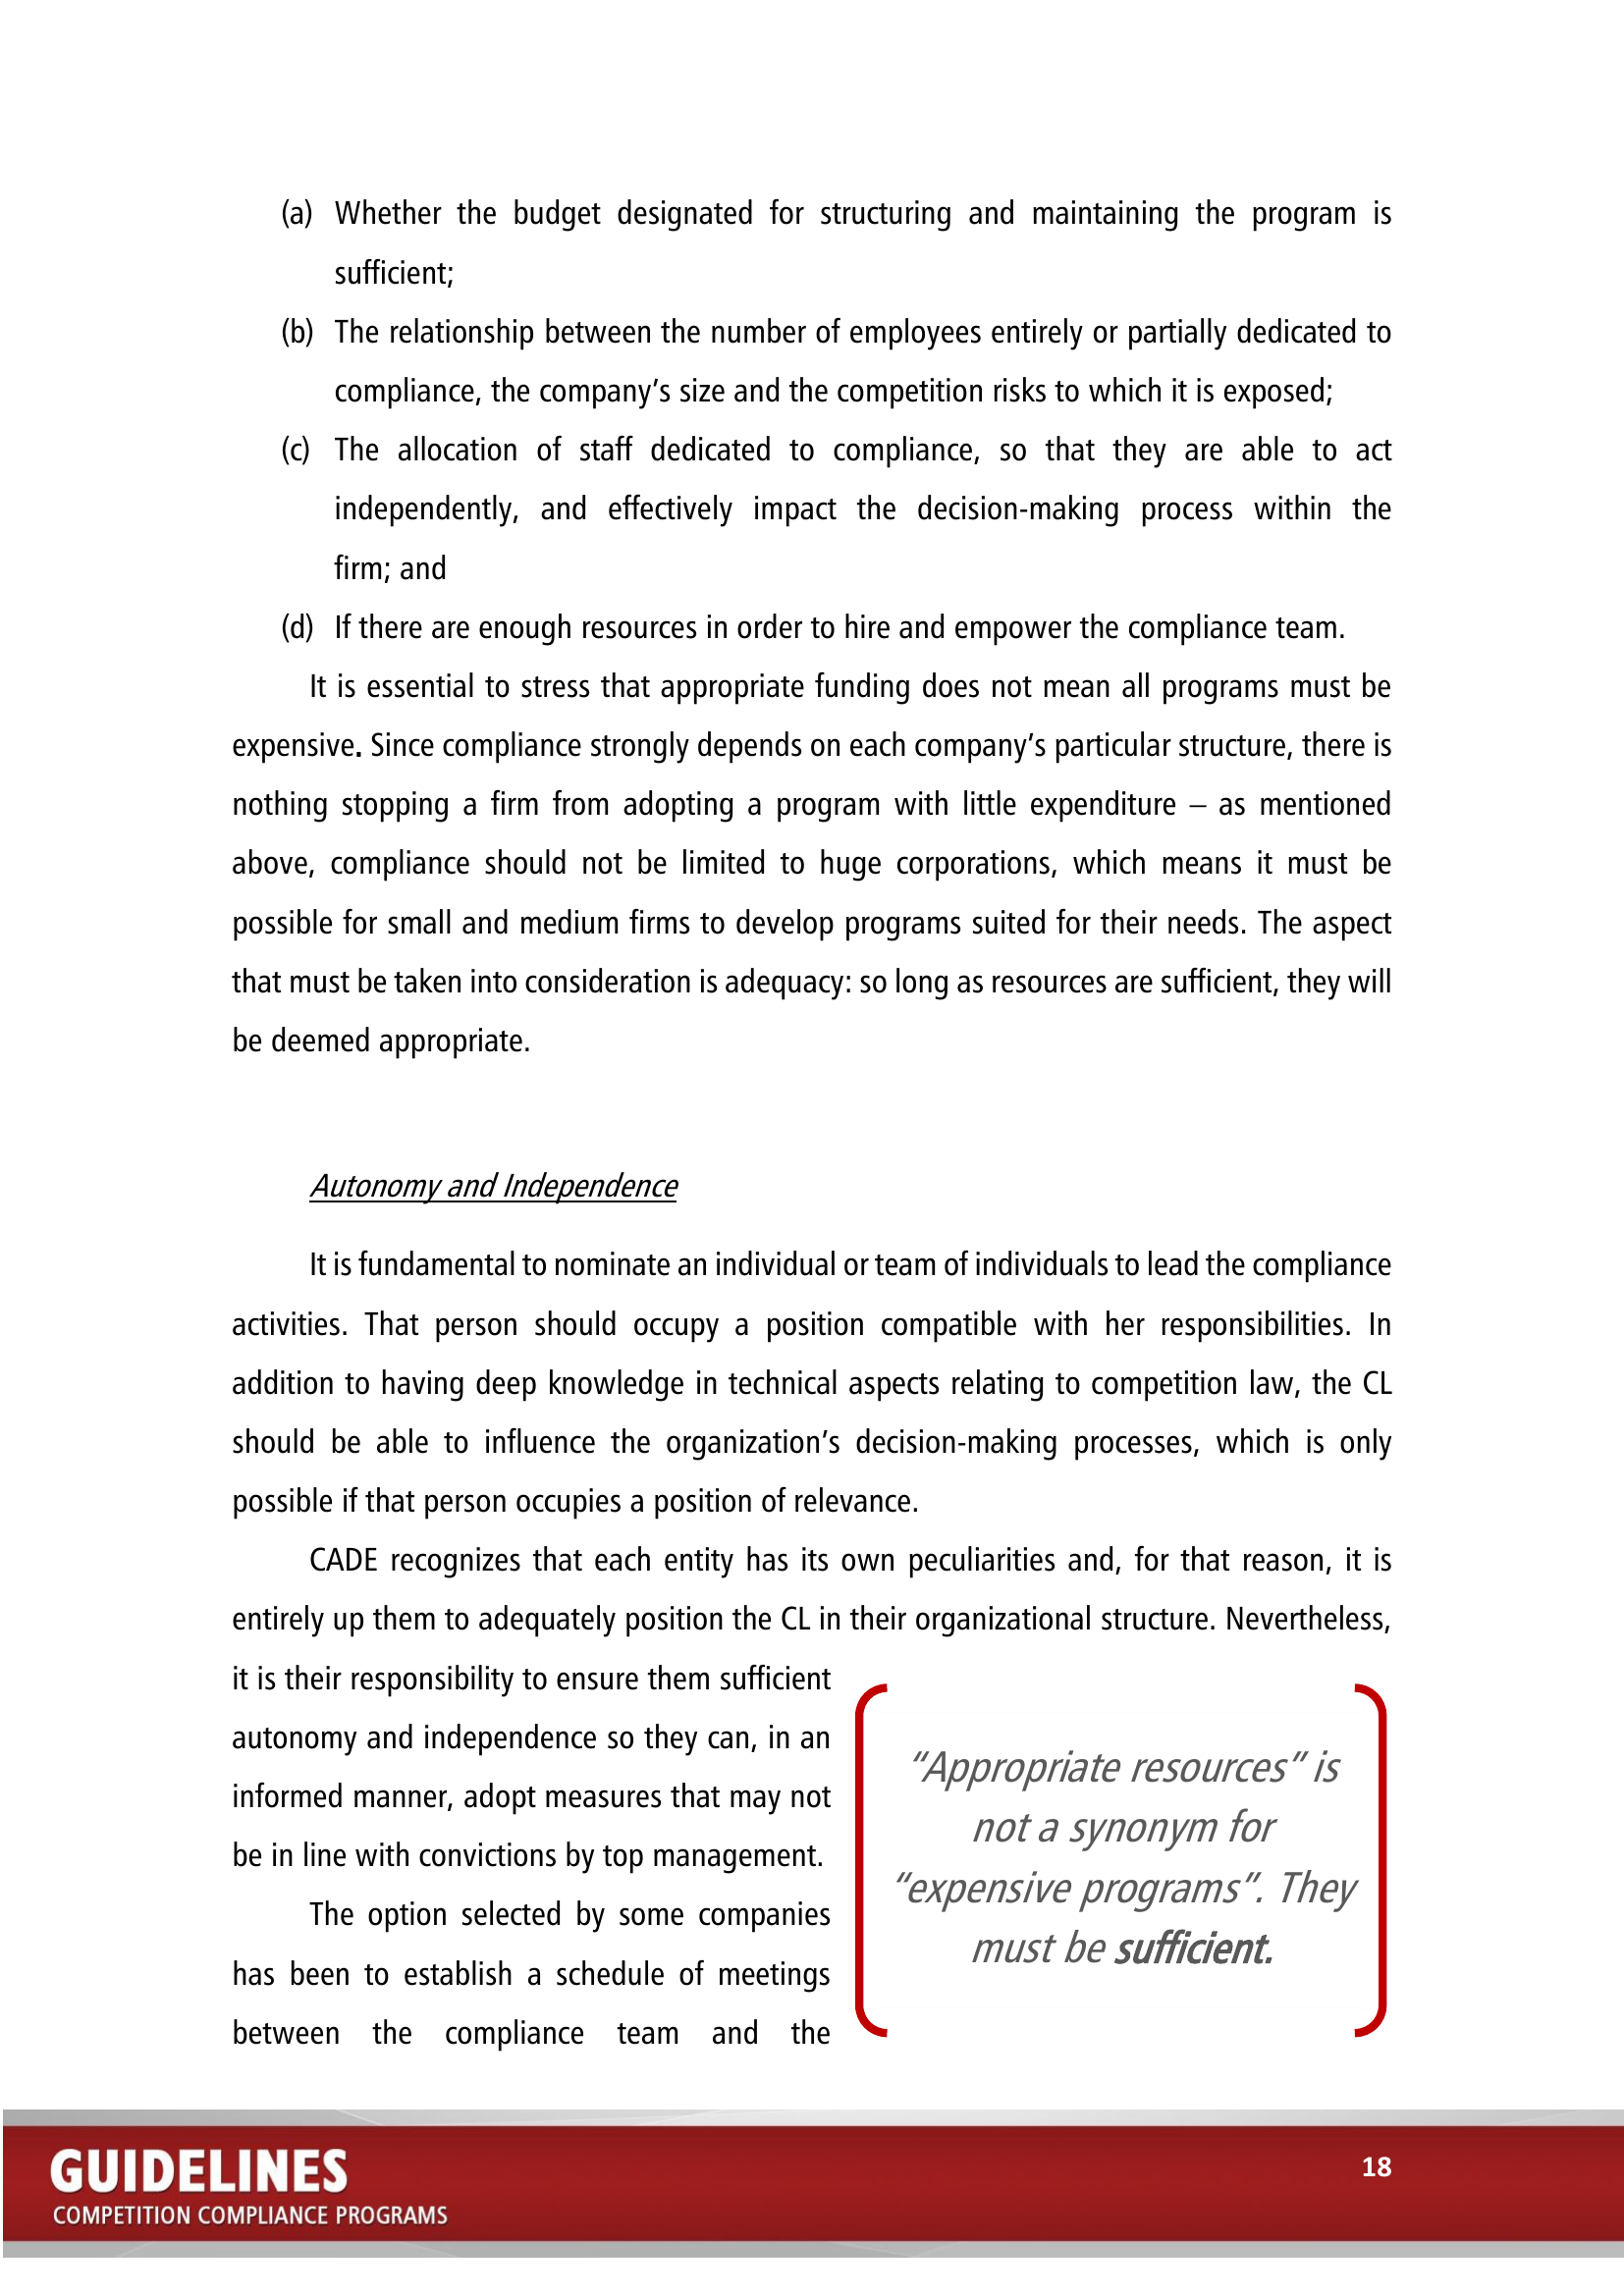 (a) Whether the budget designated for structuring and maintaining the program is
sufficient;
(b) The relationship between the number of employees entirely or partially dedicated to
compliance, the company’s size and the competition risks to which it is exposed;
(c) The allocation of staff dedicated to compliance, so that they are able to act
independently, and effectively impact the decision-making process within the
firm; and
(d) If there are enough resources in order to hire and empower the compliance team.
It is essential to stress that appropriate funding does not mean all programs must be
expensive. Since compliance strongly depends on each company’s particular structure, there is
nothing stopping a firm from adopting a program with little expenditure – as mentioned
above, compliance should not be limited to huge corporations, which means it must be
possible for small and medium firms to develop programs suited for their needs. The aspect
that must be taken into consideration is adequacy: so long as resources are sufficient, they will
be deemed appropriate.
Autonomy and Independence
It is fundamental to nominate an individual or team of individuals to lead the compliance
activities. That person should occupy a position compatible with her responsibilities. In
addition to having deep knowledge in technical aspects relating to competition law, the CL
should be able to influence the organization’s decision-making processes, which is only
possible if that person occupies a position of relevance.
CADE recognizes that each entity has its own peculiarities and, for that reason, it is
entirely up them to adequately position the CL in their organizational structure. Nevertheless,
it is their responsibility to ensure them sufficient
autonomy and independence so they can, in an
informed manner, adopt measures that may not
be in line with convictions by top management.
The option selected by some companies
has been to establish a schedule of meetings
between the compliance team and the
“Appropriate resources” is
not a synonym for
“expensive programs”. They
must be sufficient.
GUIDELINES
COMPETITION COMPLIANCE PROGRAMS
18